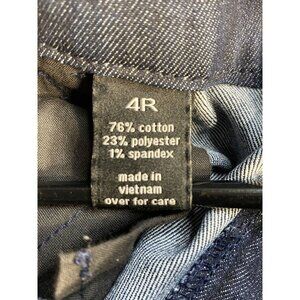 4R
76% cotton
23% polyester
1% spandex
made in
vietnam
over for care